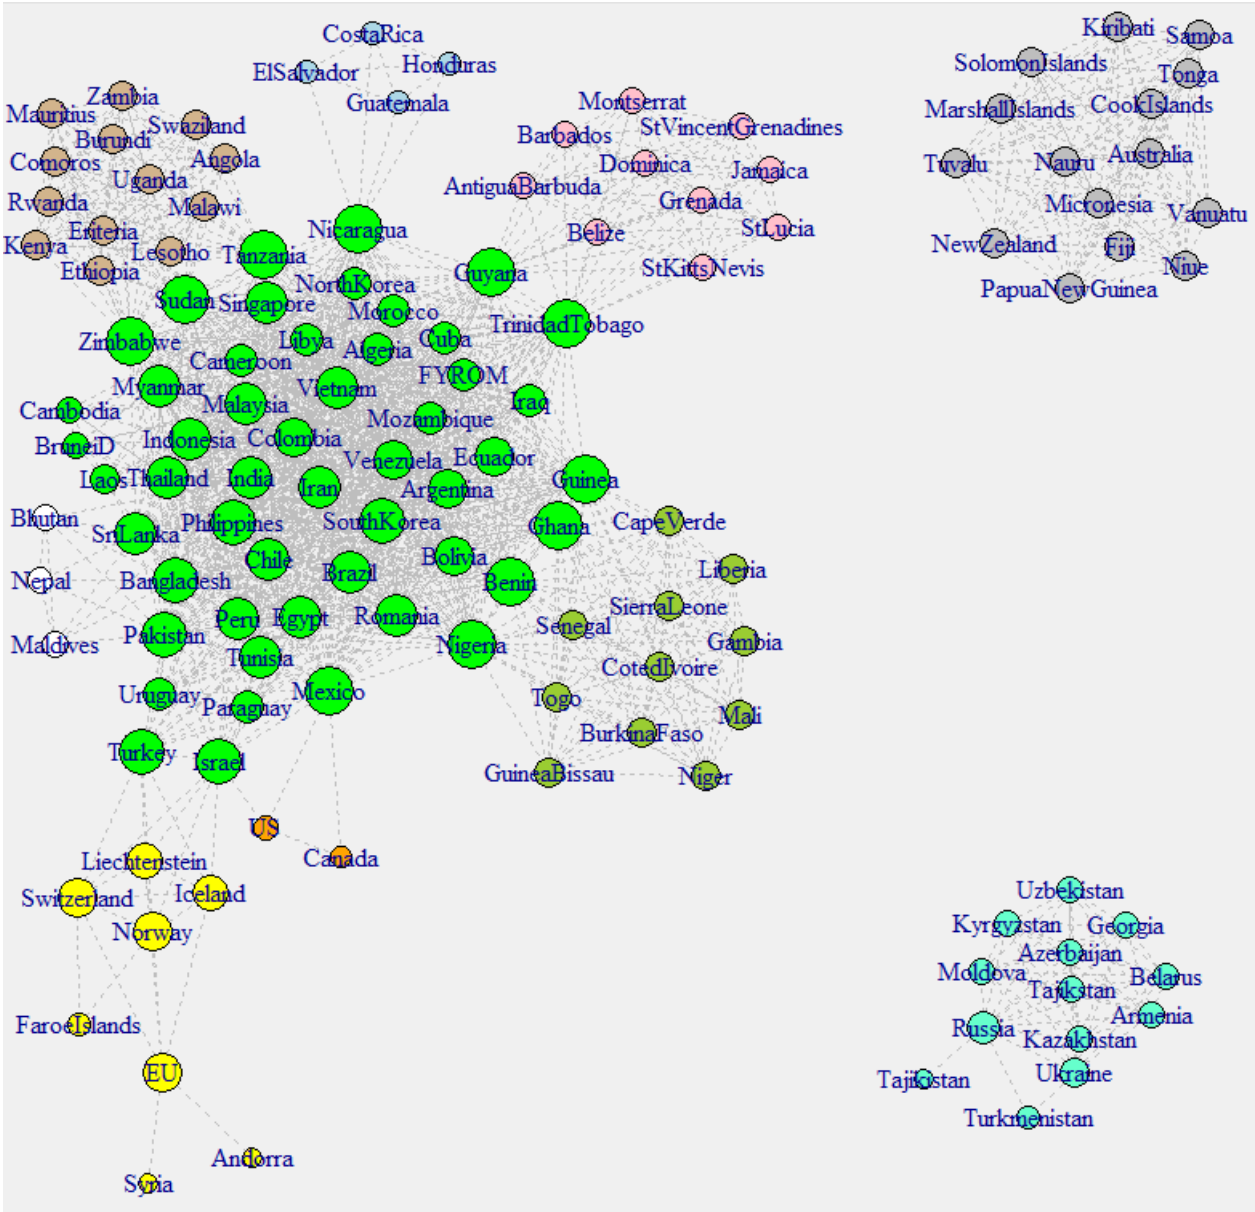 CostaRica
ElSalvador
Honduras
Guatemala
Kiribati
Samoa
SolomonIslands
Tonga
MarshallIslands
CookIslands
Tuvalu
Nauru
Australia
Micronesia
Vanuatu
NewZealand
Fiji
Niue
PapuaNewGuinea
Zambia
Mauritius
Burundi
Swaziland
Comoros
Angola
Uganda
Rwanda
Malawi
Eriteria
Kenya
Lesotho
Ethiopia
Montserrat
Barbados
StVincentGrenadines
Dominica
Jamaica
AntiguaBarbuda
Grenada
Belize
StLucia
StKittsNevis
Nicaragua
Tanzania
Guyana
NorthKorea
Sudan
Singapore
Morocco
TrinidadTobago
Zimbabwe
Libya
Algeria
Cuba
Cameroon
FYROM
Myanmar
Vietnam
Malaysia
Iraq
Cambodia
Mozambique
BruneiD
Indonesia
Colombia
Venezuela
Ecuador
Laos
Thailand
India
Iran
Argentina
Guinea
Bhutan
SriLanka
Philippines
SouthKorea
Ghana
CapeVerde
Nepal
Bangladesh
Chile
Brazil
Bolivia
Benin
Liberia
Maldives
Pakistan
Peru
Egypt
Romania
Nigeria
Senegal
SierraLeone
Gambia
Tunisia
CotedIvoire
Uruguay
Paraguay
Mexico
Togo
Mali
BurkinaFaso
Turkey
Israel
GuineaBissau
Niger
US
Canada
Liechtenstein
Switzerland
Iceland
Norway
FaroeIslands
EU
Andorra
Syria
Uzbekistan
Kyrgyzstan
Georgia
Azerbaijan
Moldova
Belarus
Tajikstan
Armenia
Russia
Kazakhstan
Ukraine
Tajikistan
Turkmenistan